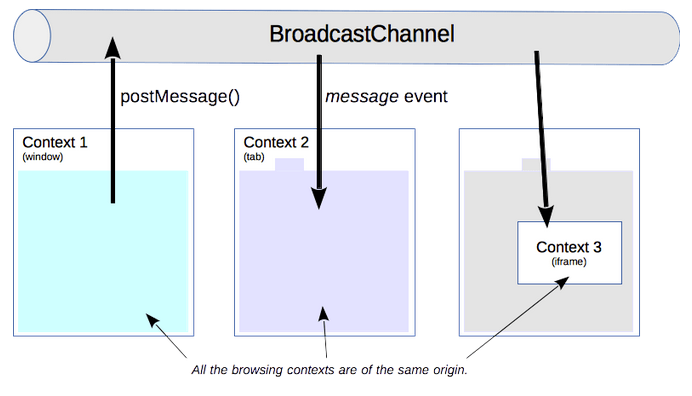 BroadcastChannel
postMessage()
message event
Context 1
(window)
Context 2
(tab)
Context 3
(iframe)
All the browsing contexts are of the same origin.